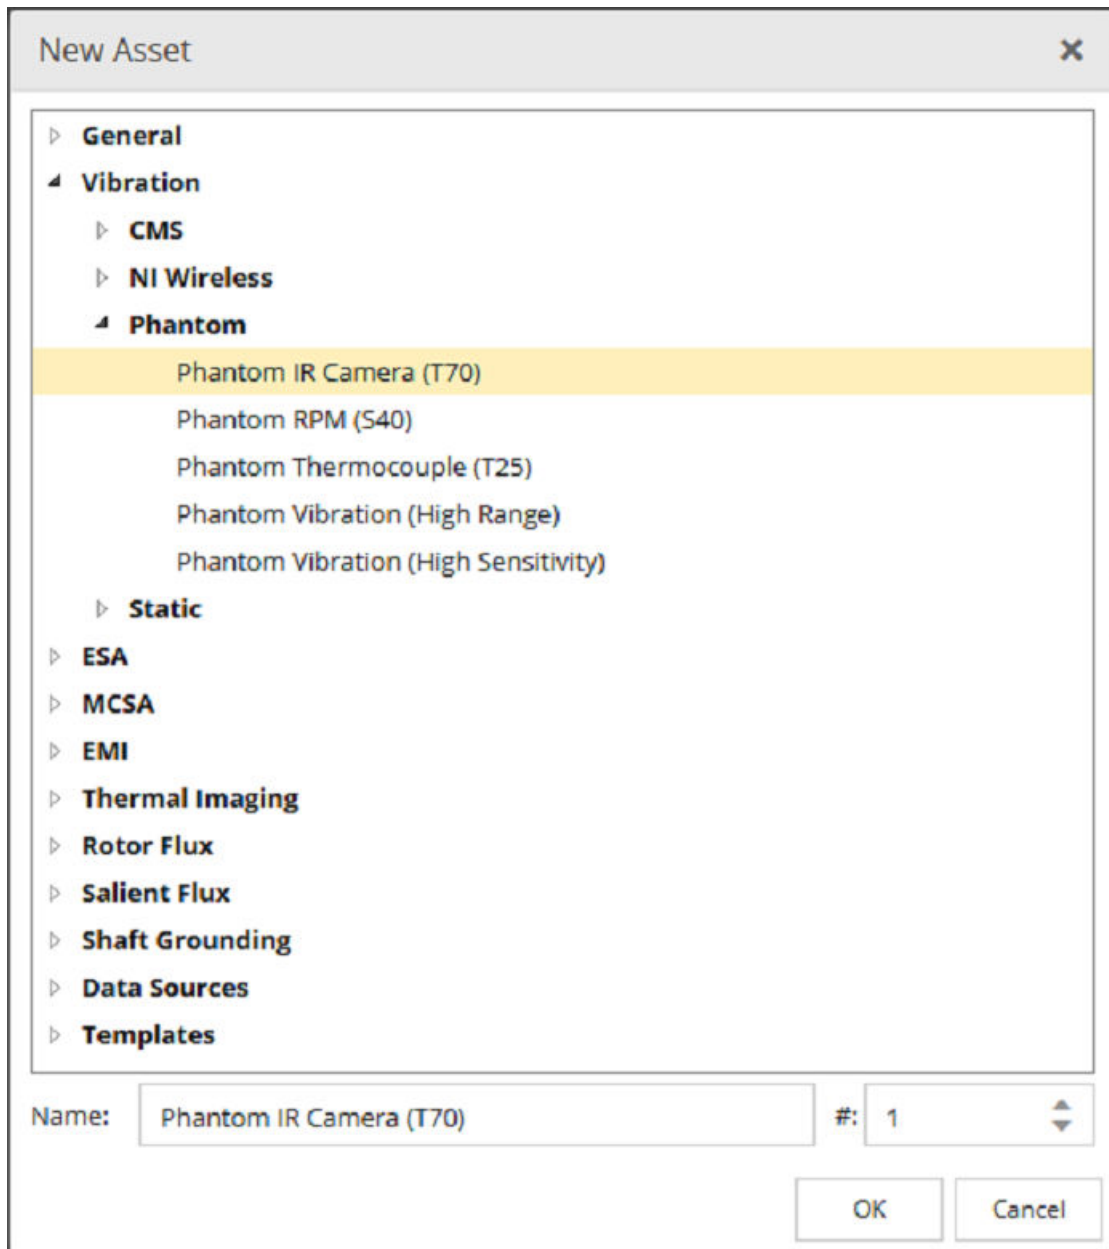 New Asset
General
Vibration
CMS
NI Wireless
Phantom
Phantom IR Camera (T70)
Phantom RPM (S40)
Phantom Thermocouple (T25)
Phantom Vibration (High Range)
Phantom Vibration (High Sensitivity)
Static
ESA
MCSA
EMI
Thermal Imaging
Rotor Flux
Salient Flux
Shaft Grounding
Data Sources
Templates
Name: Phantom IR Camera (T70) #: 1
OK Cancel